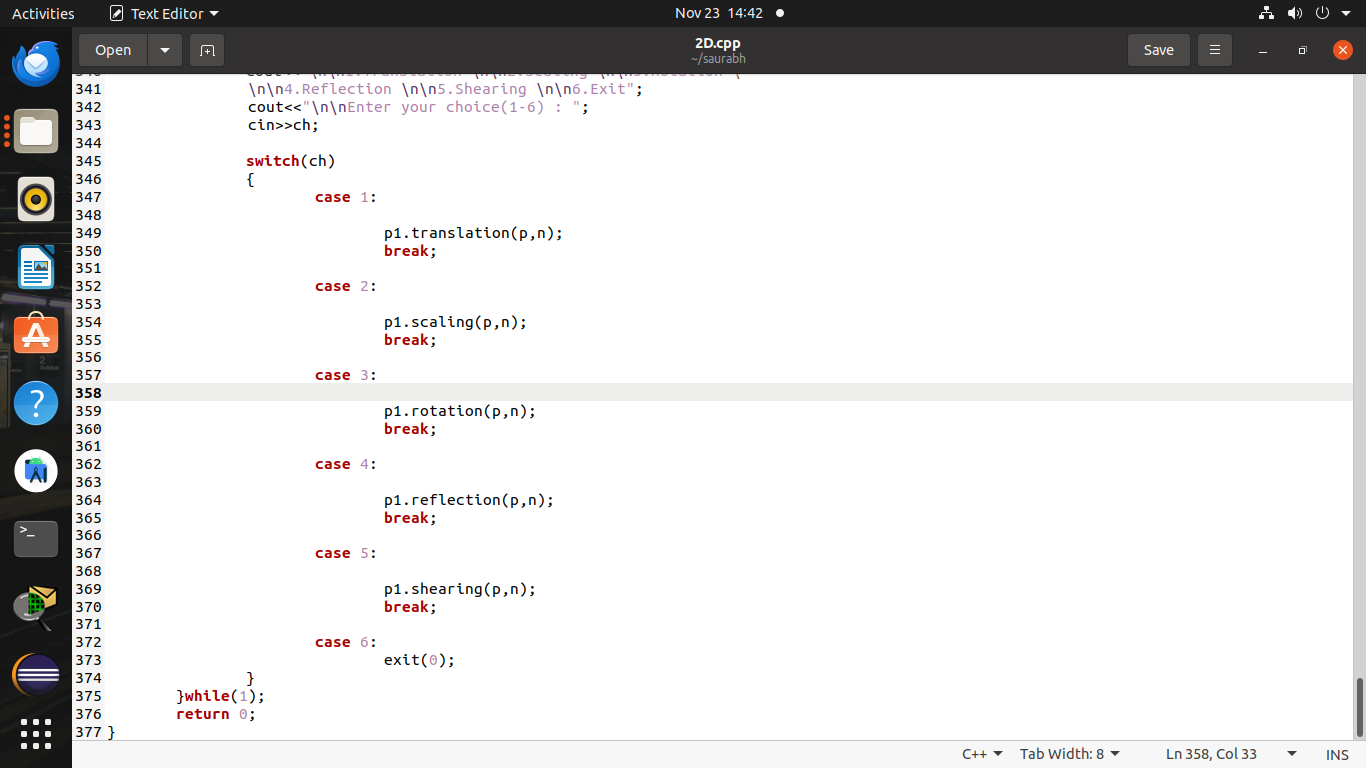 Activities Text Editor Nov 23 14:42
Open 2D.cpp Save
~/saurabh
341 \n\n4.Reflection \n\n5.Shearing \n\n6.Exit";
342 cout<<"\n\nEnter your choice(1-6) : ";
343 cin>>ch;
344
345 switch(ch)
346 {
347 case 1:
348
349 p1.translation(p,n);
350 break;
351
352 case 2:
353
354 p1.scaling(p,n);
355 break;
356
357 case 3:
358
359 p1.rotation(p,n);
360 break;
361
362 case 4:
363
364 p1.reflection(p,n);
365 break;
366
367 case 5:
368
369 p1.shearing(p,n);
370 break;
371
372 case 6:
373 exit(0);
374 }
375 }while(1);
376 return 0;
377 }
C++ Tab Width: 8 Ln 358, Col 33 INS